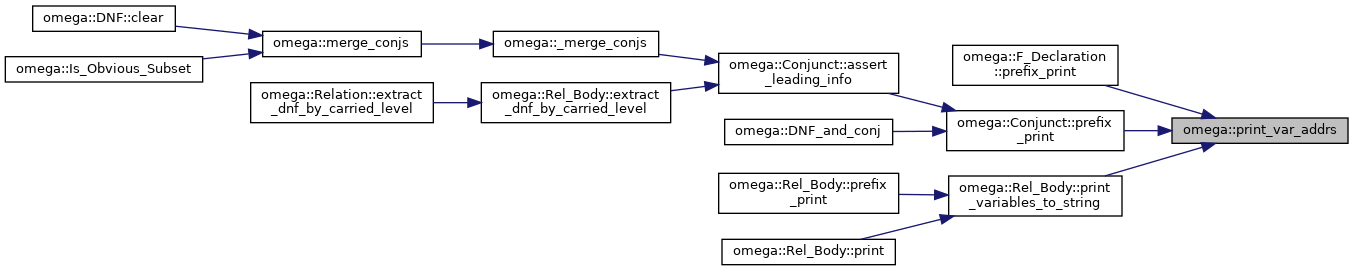 omega::DNF::clear
omega::Is_Obvious_Subset
omega::merge_conjs
omega::_merge_conjs
omega::Relation::extract
_dnf_by_carried_level
omega::Rel_Body::extract
_dnf_by_carried_level
omega::Conjunct::assert
_leading_info
omega::DNF_and_conj
omega::Rel_Body::prefix
_print
omega::Rel_Body::print
omega::F_Declaration
::prefix_print
omega::Conjunct::prefix
_print
omega::Rel_Body::print
_variables_to_string
omega::print_var_addrs